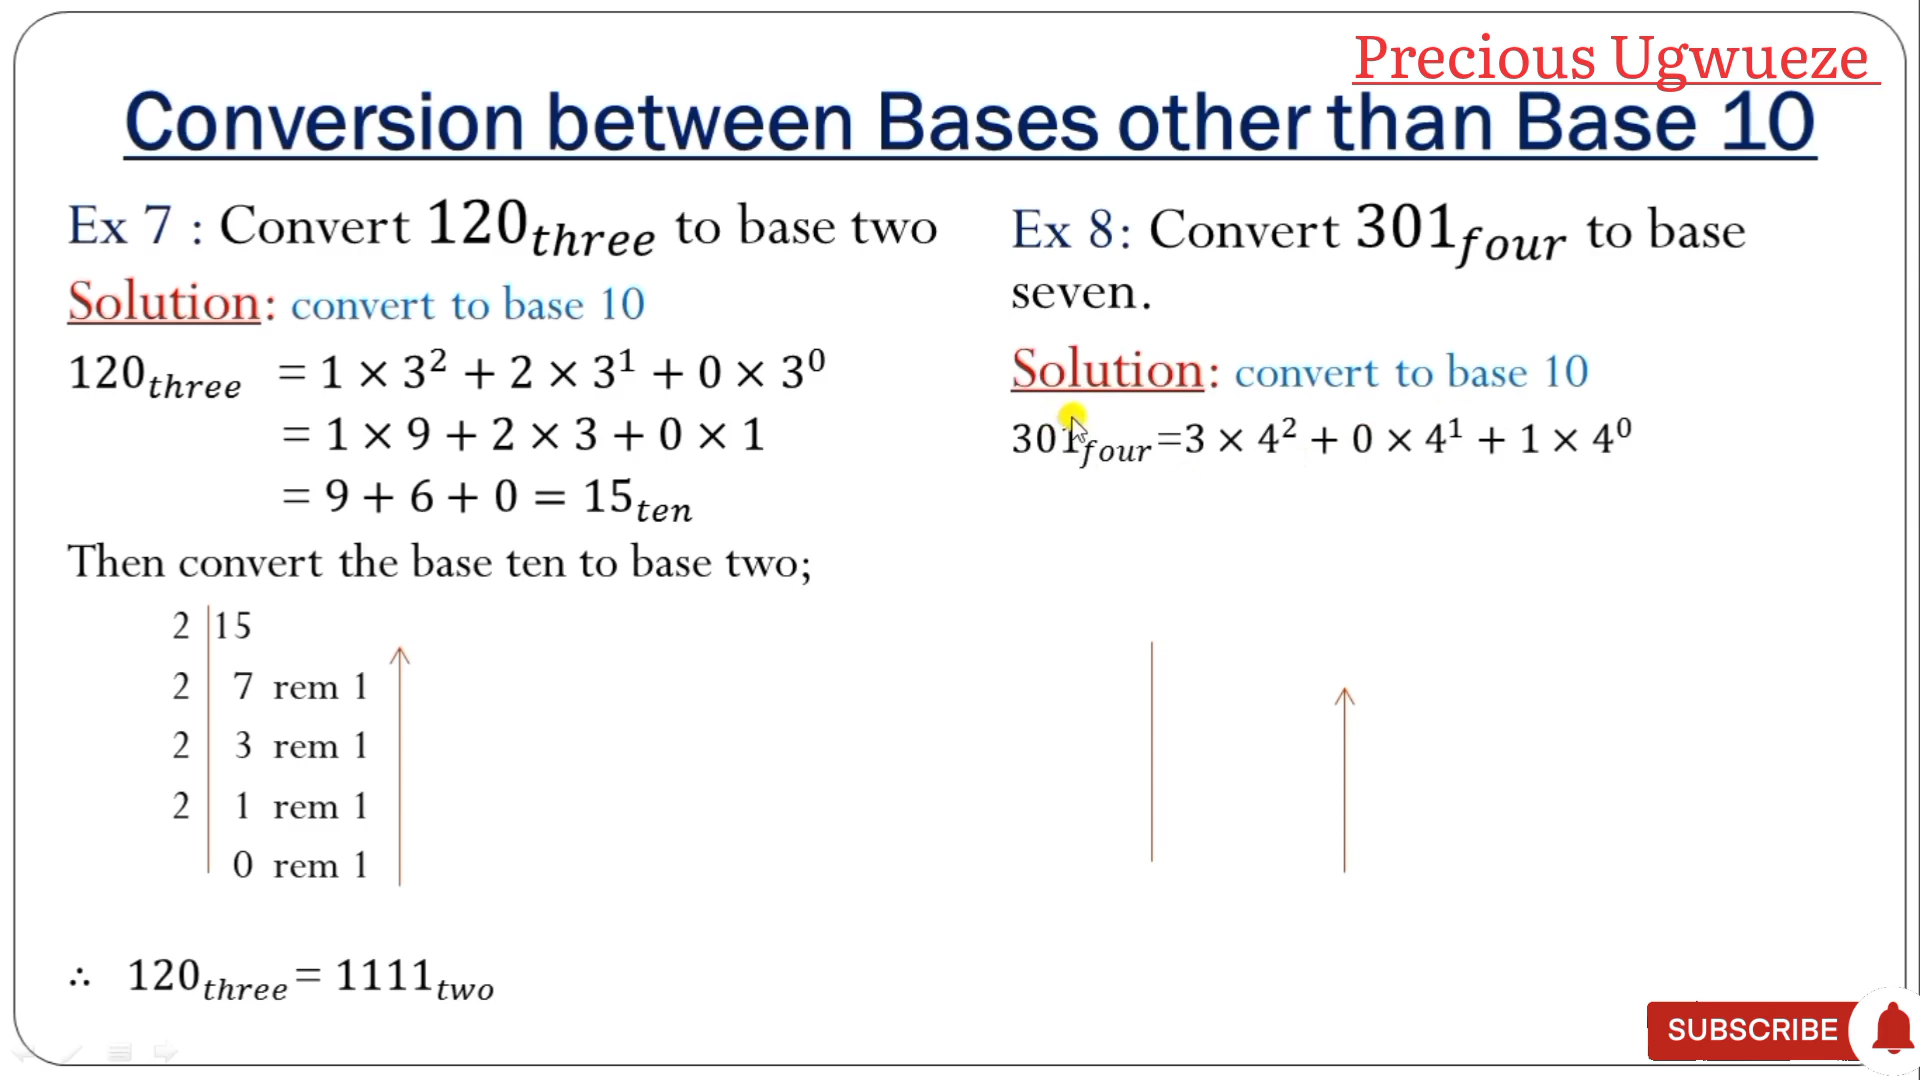 Precious Ugwueze
Conversion between Bases other than Base 10
Ex 7 : Convert 120three to base two
Solution: convert to base 10
120three = 1 × 3² + 2 × 3¹ + 0 × 3⁰
= 1 × 9 + 2 × 3 + 0 × 1
= 9 + 6 + 0 = 15ten
Then convert the base ten to base two;
2 15
2 7 rem 1
2 3 rem 1
2 1 rem 1
0 rem 1
∴ 120three = 1111two
Ex 8: Convert 301four to base
seven.
Solution: convert to base 10
301four=3 × 4² + 0 × 4¹ + 1 × 4⁰
SUBSCRIBE